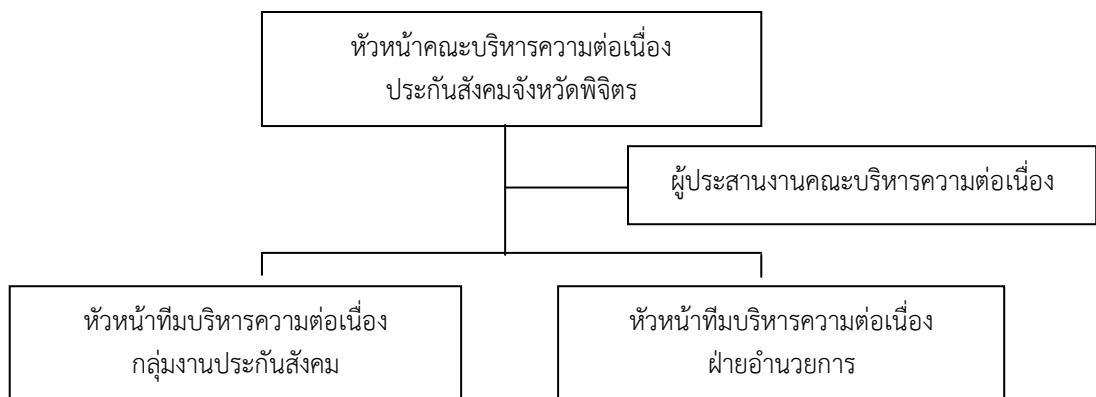 หัวหน้าคณะบริหารความต่อเนื่อง
ประกันสังคมจังหวัดพิจิตร
ผู้ประสานงานคณะบริหารความต่อเนื่อง
หัวหน้าทีมบริหารความต่อเนื่อง
กลุ่มงานประกันสังคม
หัวหน้าทีมบริหารความต่อเนื่อง
ฝ่ายอำนวยการ